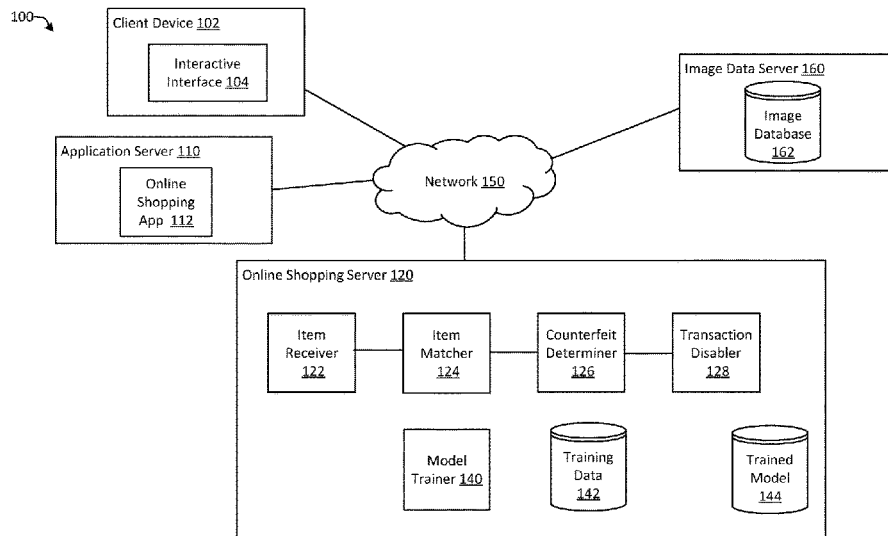 100
Client Device 102
Interactive
Interface 104
Application Server 110
Online
Shopping
App 112
Network 150
Image Data Server 160
Image
Database
162
Online Shopping Server 120
Item
Receiver
122
Item
Matcher
124
Counterfeit
Determiner
126
Transaction
Disabler
128
Model
Trainer 140
Training
Data
142
Trained
Model
144